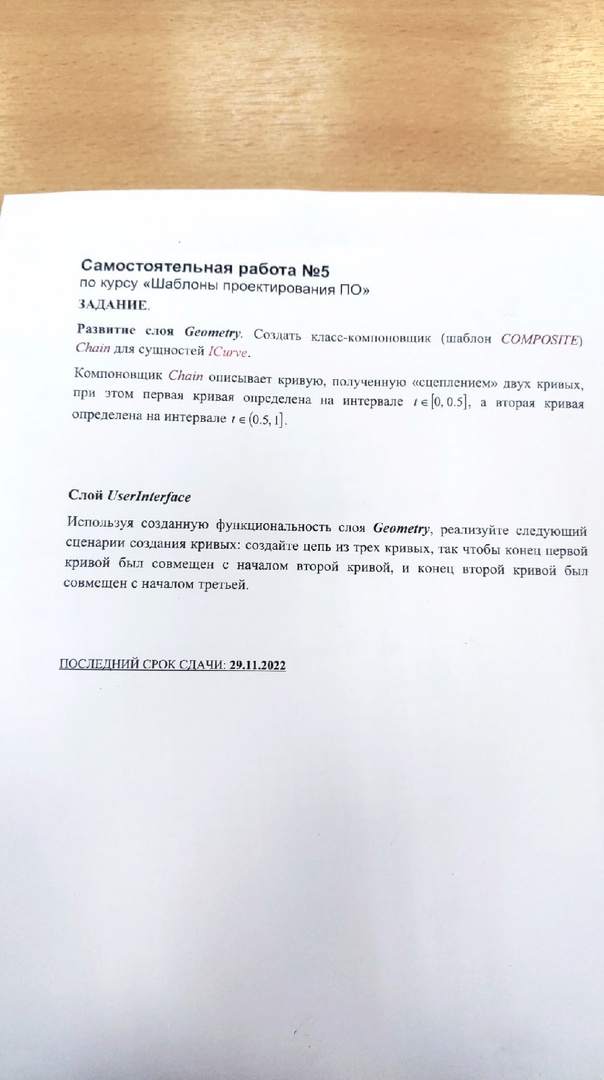 Самостоятельная работа №5
по курсу «Шаблоны проектирования ПО»
ЗАДАНИЕ.
Развитие слоя Geometry. Создать класс-компоновщик (шаблон COMPOSITE)
Chain для сущностей ICurve.
Компоновщик Chain описывает кривую, полученную «сцеплением» двух кривых,
при этом первая кривая определена на интервале t ∈ [0, 0.5], а вторая кривая
определена на интервале t ∈ (0.5, 1].
Слой UserInterface
Используя созданную функциональность слоя Geometry, реализуйте следующий
сценарии создания кривых: создайте цепь из трех кривых, так чтобы конец первой
кривой был совмещен с началом второй кривой, и конец второй кривой был
совмещен с началом третьей.
ПОСЛЕДНИЙ СРОК СДАЧИ: 29.11.2022